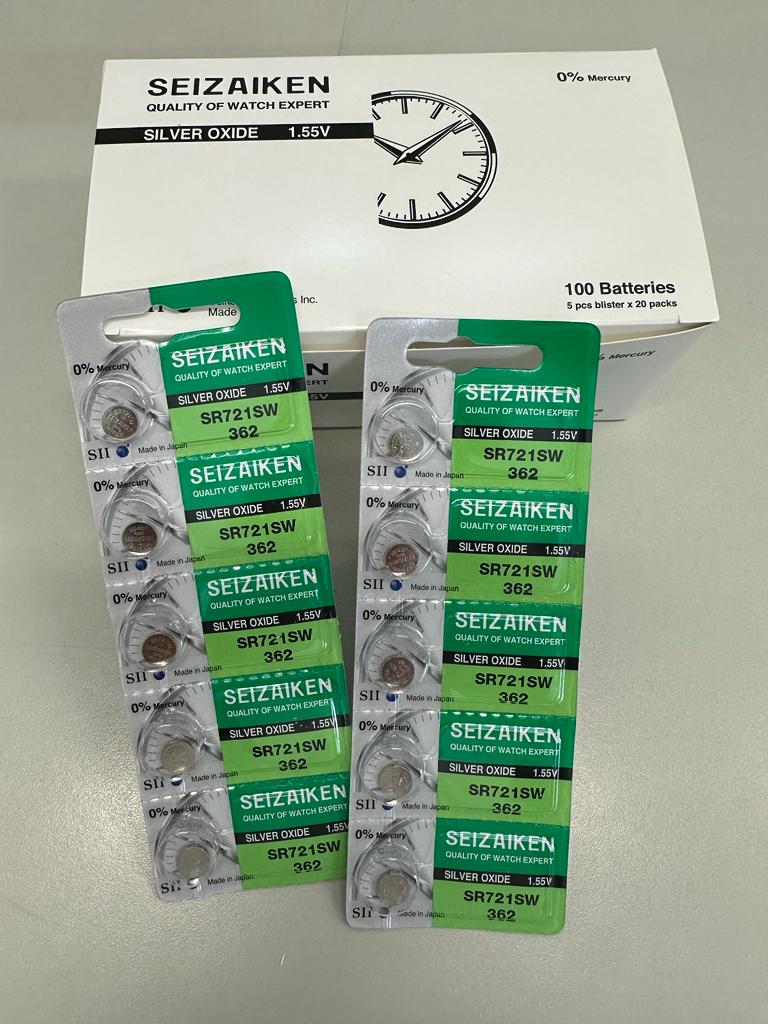 SEIZAIKEN
QUALITY OF WATCH EXPERT
SILVER OXIDE 1.55V
0% Mercury
100 Batteries
5 pcs blister x 20 packs
s Inc.
Made
Mercury
0% Mercury
SEIZAIKEN
QUALITY OF WATCH EXPERT
SILVER OXIDE 1.55V
SR721SW
362
SII Made in Japan
0% Mercury
SEIZAIKEN
QUALITY OF WATCH EXPERT
SILVER OXIDE 1.55V
SR721SW
362
SII Made in Japan
0% Mercury
SEIZAIKEN
QUALITY OF WATCH EXPERT
SILVER OXIDE 1.55V
SR721SW
362
SII Made in Japan
0% Mercury
SEIZAIKEN
QUALITY OF WATCH EXPERT
SILVER OXIDE 1.55V
SR721SW
362
SII Made in Japan
0% Mercury
SEIZAIKEN
QUALITY OF WATCH EXPERT
SILVER OXIDE 1.55V
SR721SW
362
SII Made in Japan
0% Mercury
SEIZAIKEN
QUALITY OF WATCH EXPERT
SILVER OXIDE 1.55V
SR721SW
362
SII Made in Japan
0% Mercury
SEIZAIKEN
QUALITY OF WATCH EXPERT
SILVER OXIDE 1.55V
SR721SW
362
SII Made in Japan
0% Mercury
SEIZAIKEN
QUALITY OF WATCH EXPERT
SILVER OXIDE 1.55V
SR721SW
362
SII Made in Japan
0% Mercury
SEIZAIKEN
QUALITY OF WATCH EXPERT
SILVER OXIDE 1.55V
SR721SW
362
SII Made in Japan
0% Mercury
SEIZAIKEN
QUALITY OF WATCH EXPERT
SILVER OXIDE 1.55V
SR721SW
362
SII Made in Japan